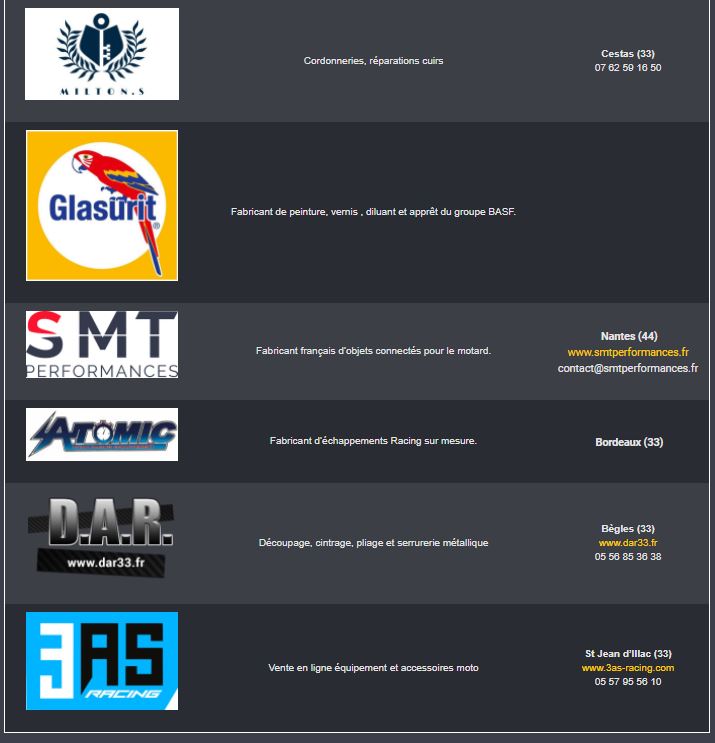 MILTON.S
Cordonneries, réparations cuirs
Cestas (33)
07 62 59 16 50
Glasurit®
Fabricant de peinture, vernis , diluant et apprêt du groupe BASF.
SMT
PERFORMANCES
Fabricant français d'objets connectés pour le motard.
Nantes (44)
www.smtperformances.fr
contact@smtperformances.fr
ATOMIC
Fabricant d'échappements Racing sur mesure.
Bordeaux (33)
D.A.R.
www.dar33.fr
Découpage, cintrage, pliage et serrurerie métallique
Bègles (33)
www.dar33.fr
05 56 85 36 38
3AS
RACING
Vente en ligne équipement et accessoires moto
St Jean d'Illac (33)
www.3as-racing.com
05 57 95 56 10